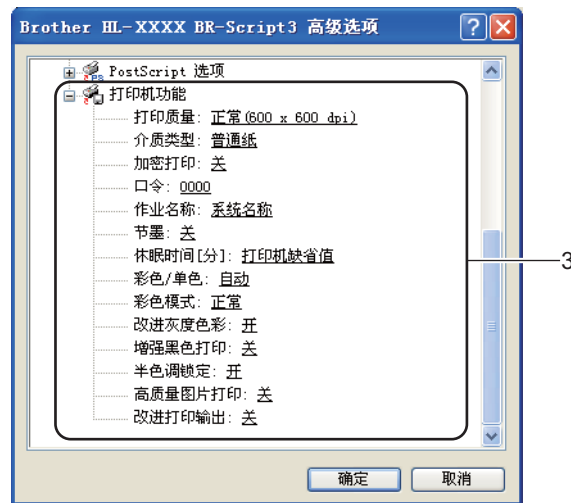 Brother HL-XXXX BR-Script3 高级选项
PostScript 选项
打印机功能
打印质量: 正常(600 x 600 dpi)
介质类型: 普通纸
加密打印: 关
口令: 0000
作业名称: 系统名称
节墨: 关
休眠时间[分]: 打印机缺省值
彩色/单色: 自动
彩色模式: 正常
改进灰度色彩: 开
增强黑色打印: 关
半色调锁定: 开
高质量图片打印: 关
改进打印输出: 关
3
确定
取消